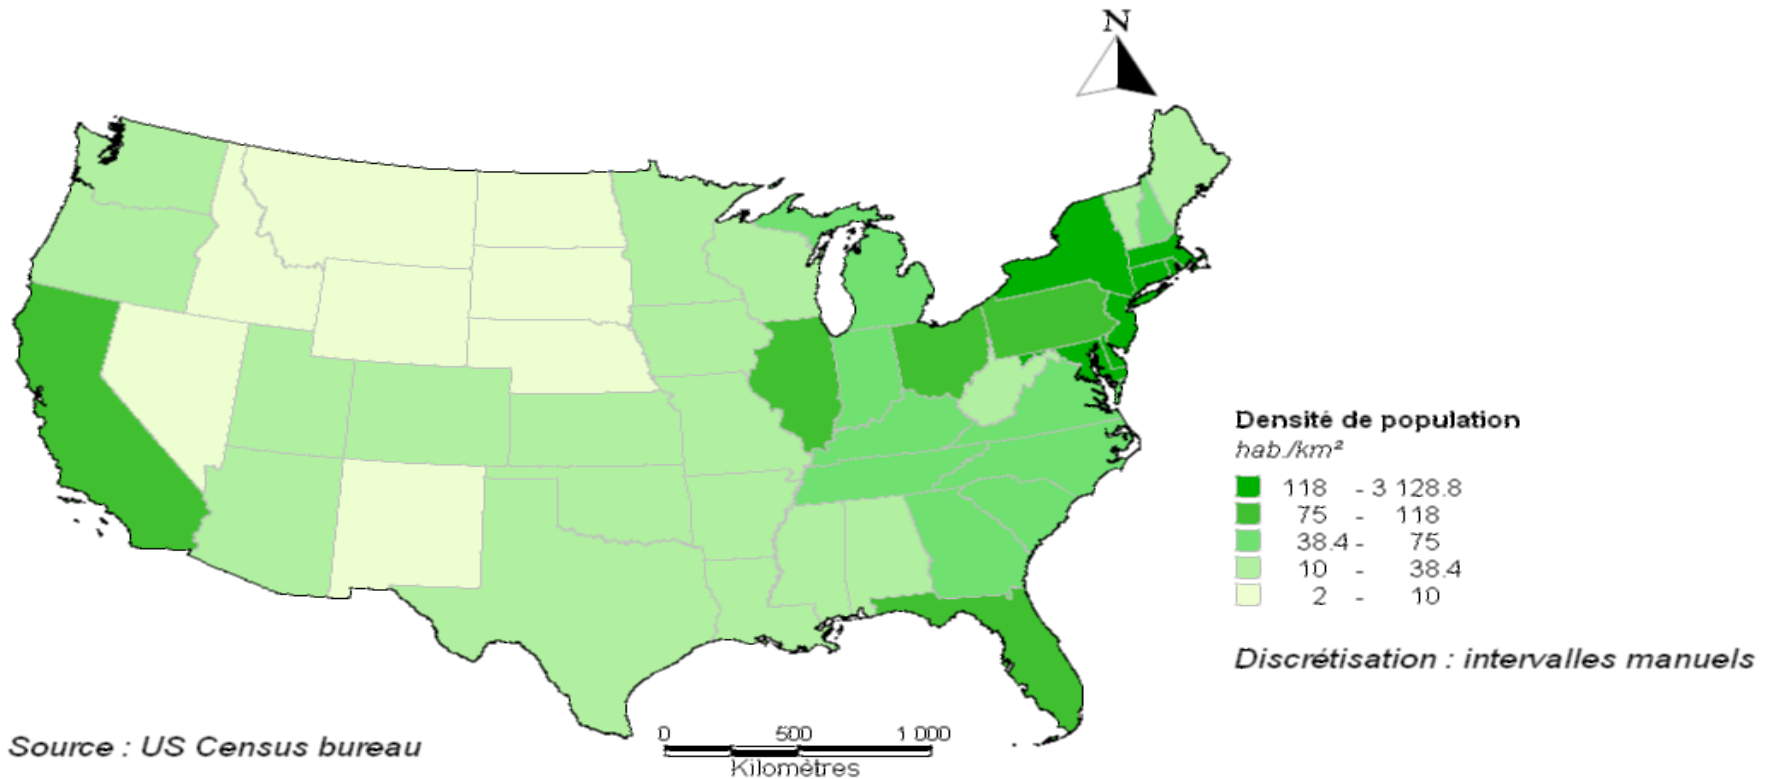 N
Densité de population
hab./km²
118 - 3 128.8
75 - 118
38.4 - 75
10 - 38.4
2 - 10
Discrétisation : intervalles manuels
Source : US Census bureau
0 500 1 000
Kilomètres